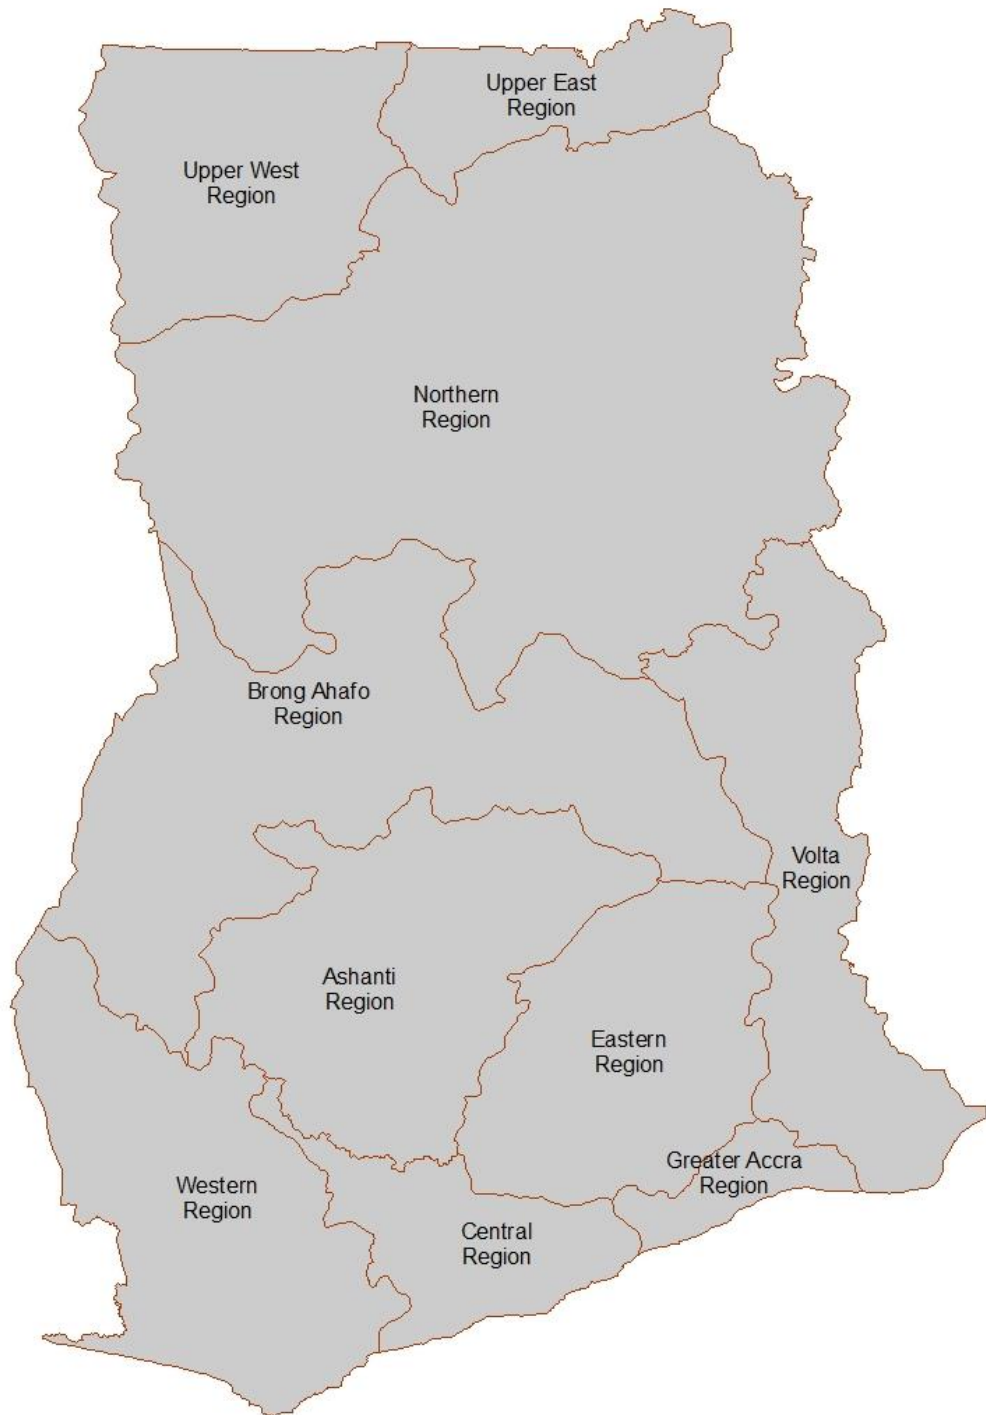 Upper East
Region
Upper West
Region
Northern
Region
Brong Ahafo
Region
Volta
Region
Ashanti
Region
Eastern
Region
Greater Accra
Region
Western
Region
Central
Region